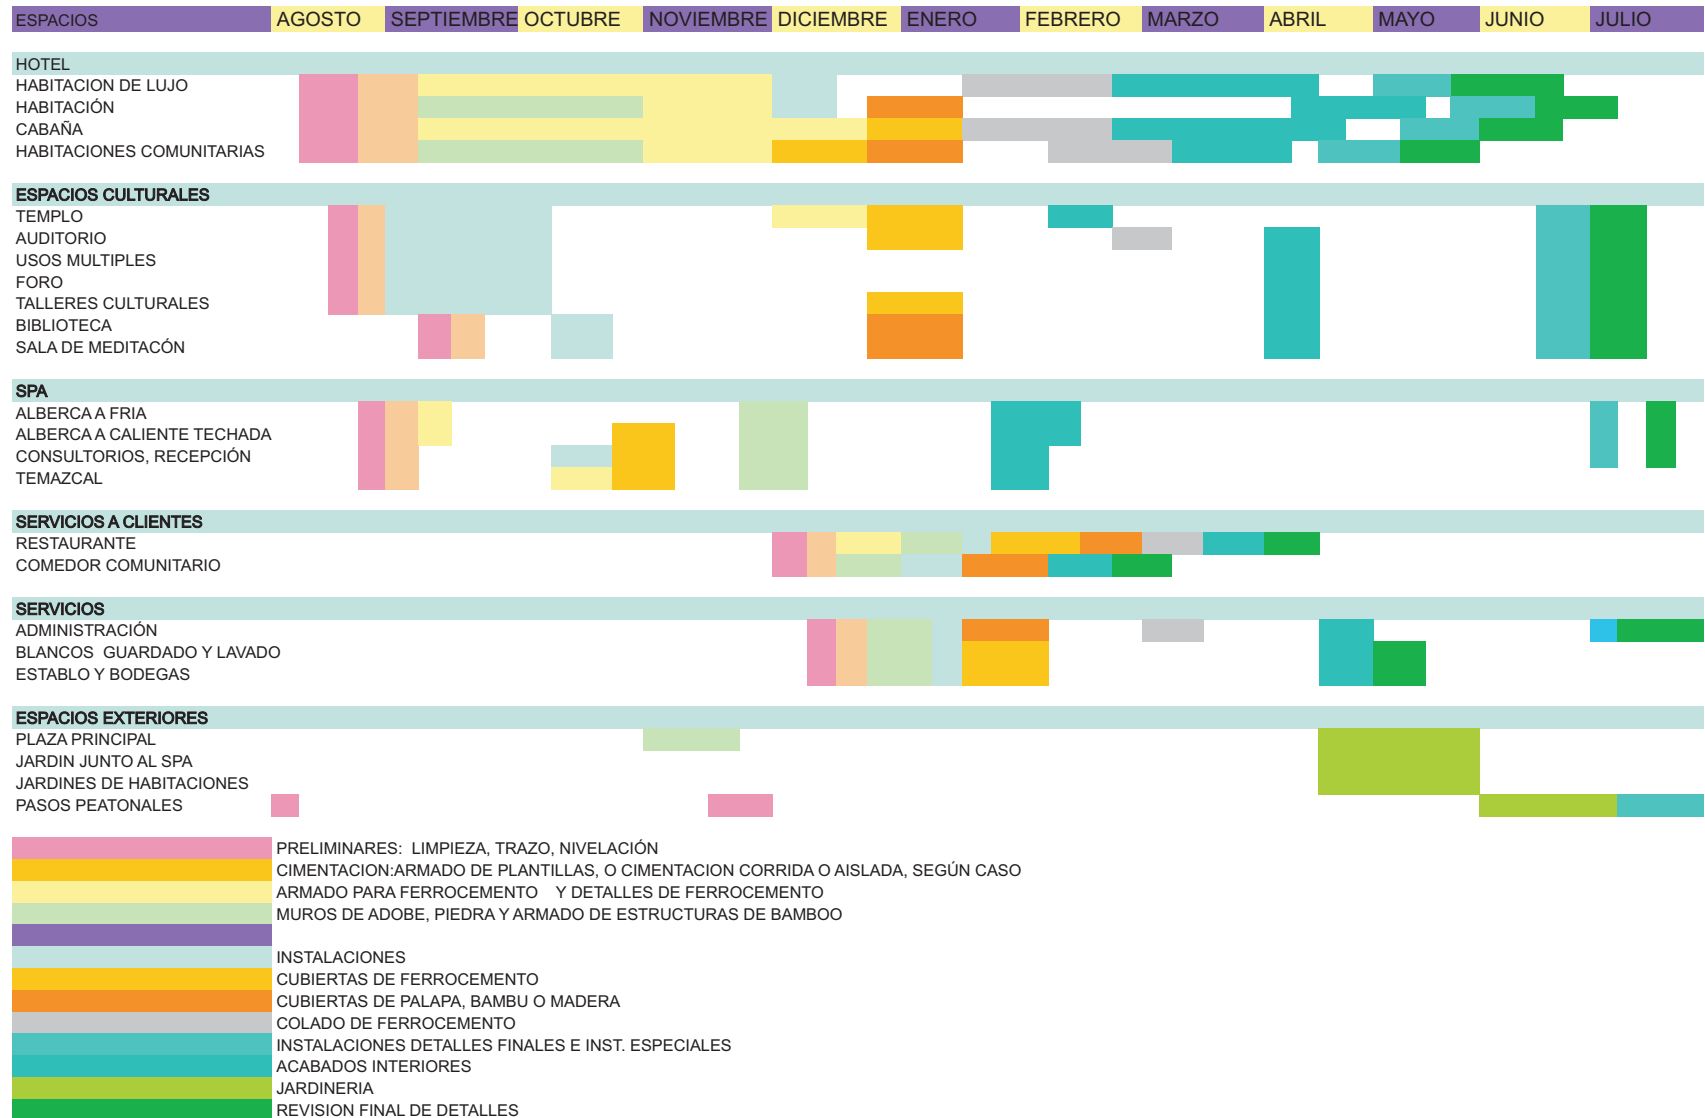 ESPACIOS AGOSTO SEPTIEMBRE OCTUBRE NOVIEMBRE DICIEMBRE ENERO FEBRERO MARZO ABRIL MAYO JUNIO JULIO
HOTEL
HABITACION DE LUJO
HABITACIÓN
CABAÑA
HABITACIONES COMUNITARIAS
ESPACIOS CULTURALES
TEMPLO
AUDITORIO
USOS MULTIPLES
FORO
TALLERES CULTURALES
BIBLIOTECA
SALA DE MEDITACÓN
SPA
ALBERCA A FRIA
ALBERCA A CALIENTE TECHADA
CONSULTORIOS, RECEPCIÓN
TEMAZCAL
SERVICIOS A CLIENTES
RESTAURANTE
COMEDOR COMUNITARIO
SERVICIOS
ADMINISTRACIÓN
BLANCOS GUARDADO Y LAVADO
ESTABLO Y BODEGAS
ESPACIOS EXTERIORES
PLAZA PRINCIPAL
JARDIN JUNTO AL SPA
JARDINES DE HABITACIONES
PASOS PEATONALES
PRELIMINARES: LIMPIEZA, TRAZO, NIVELACIÓN
CIMENTACION:ARMADO DE PLANTILLAS, O CIMENTACION CORRIDA O AISLADA, SEGÚN CASO
ARMADO PARA FERROCEMENTO Y DETALLES DE FERROCEMENTO
MUROS DE ADOBE, PIEDRA Y ARMADO DE ESTRUCTURAS DE BAMBOO
INSTALACIONES
CUBIERTAS DE FERROCEMENTO
CUBIERTAS DE PALAPA, BAMBU O MADERA
COLADO DE FERROCEMENTO
INSTALACIONES DETALLES FINALES E INST. ESPECIALES
ACABADOS INTERIORES
JARDINERIA
REVISION FINAL DE DETALLES